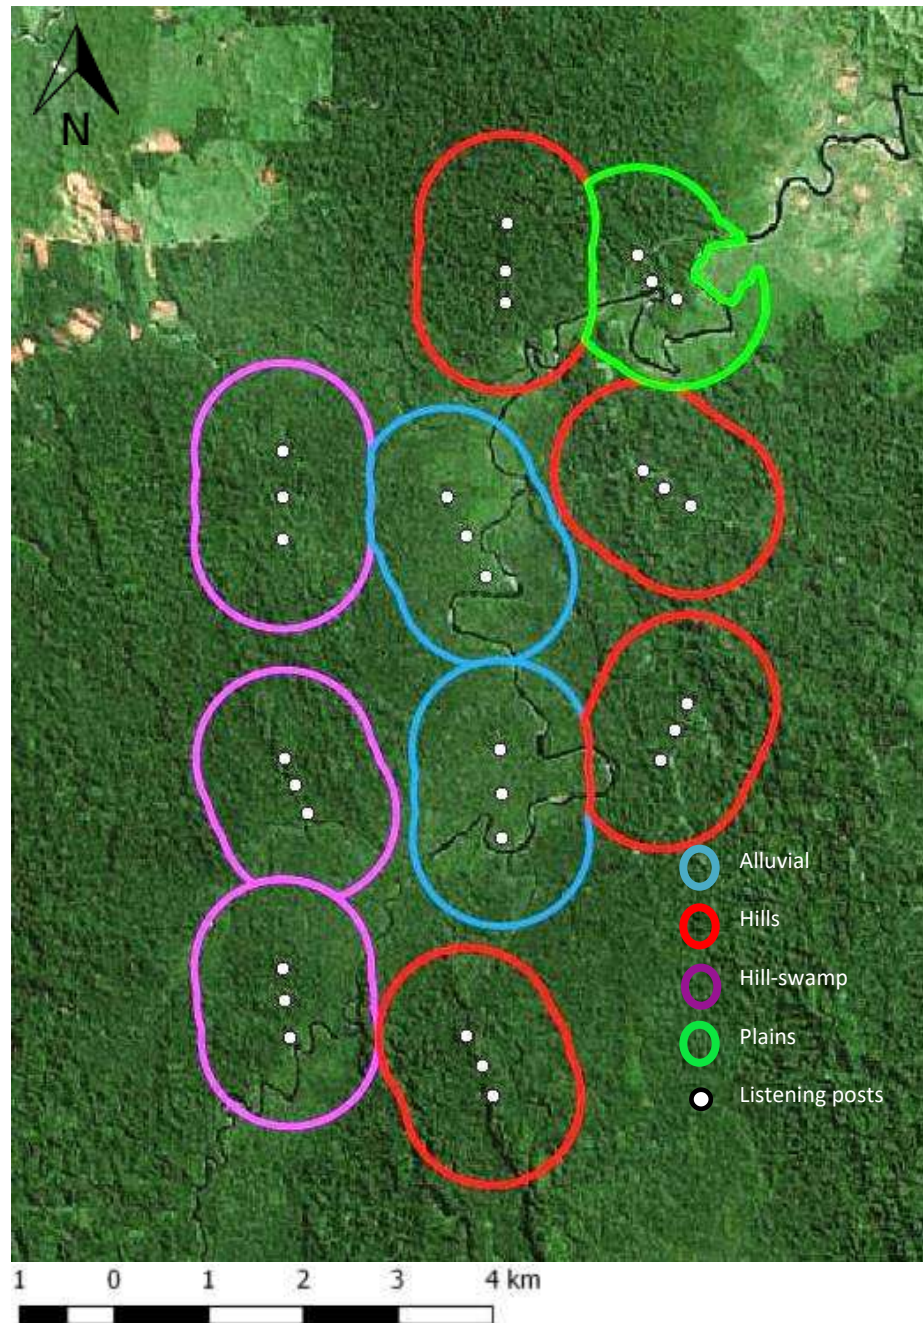 N
Alluvial
Hills
Hill-swamp
Plains
Listening posts
1 0 1 2 3 4 km